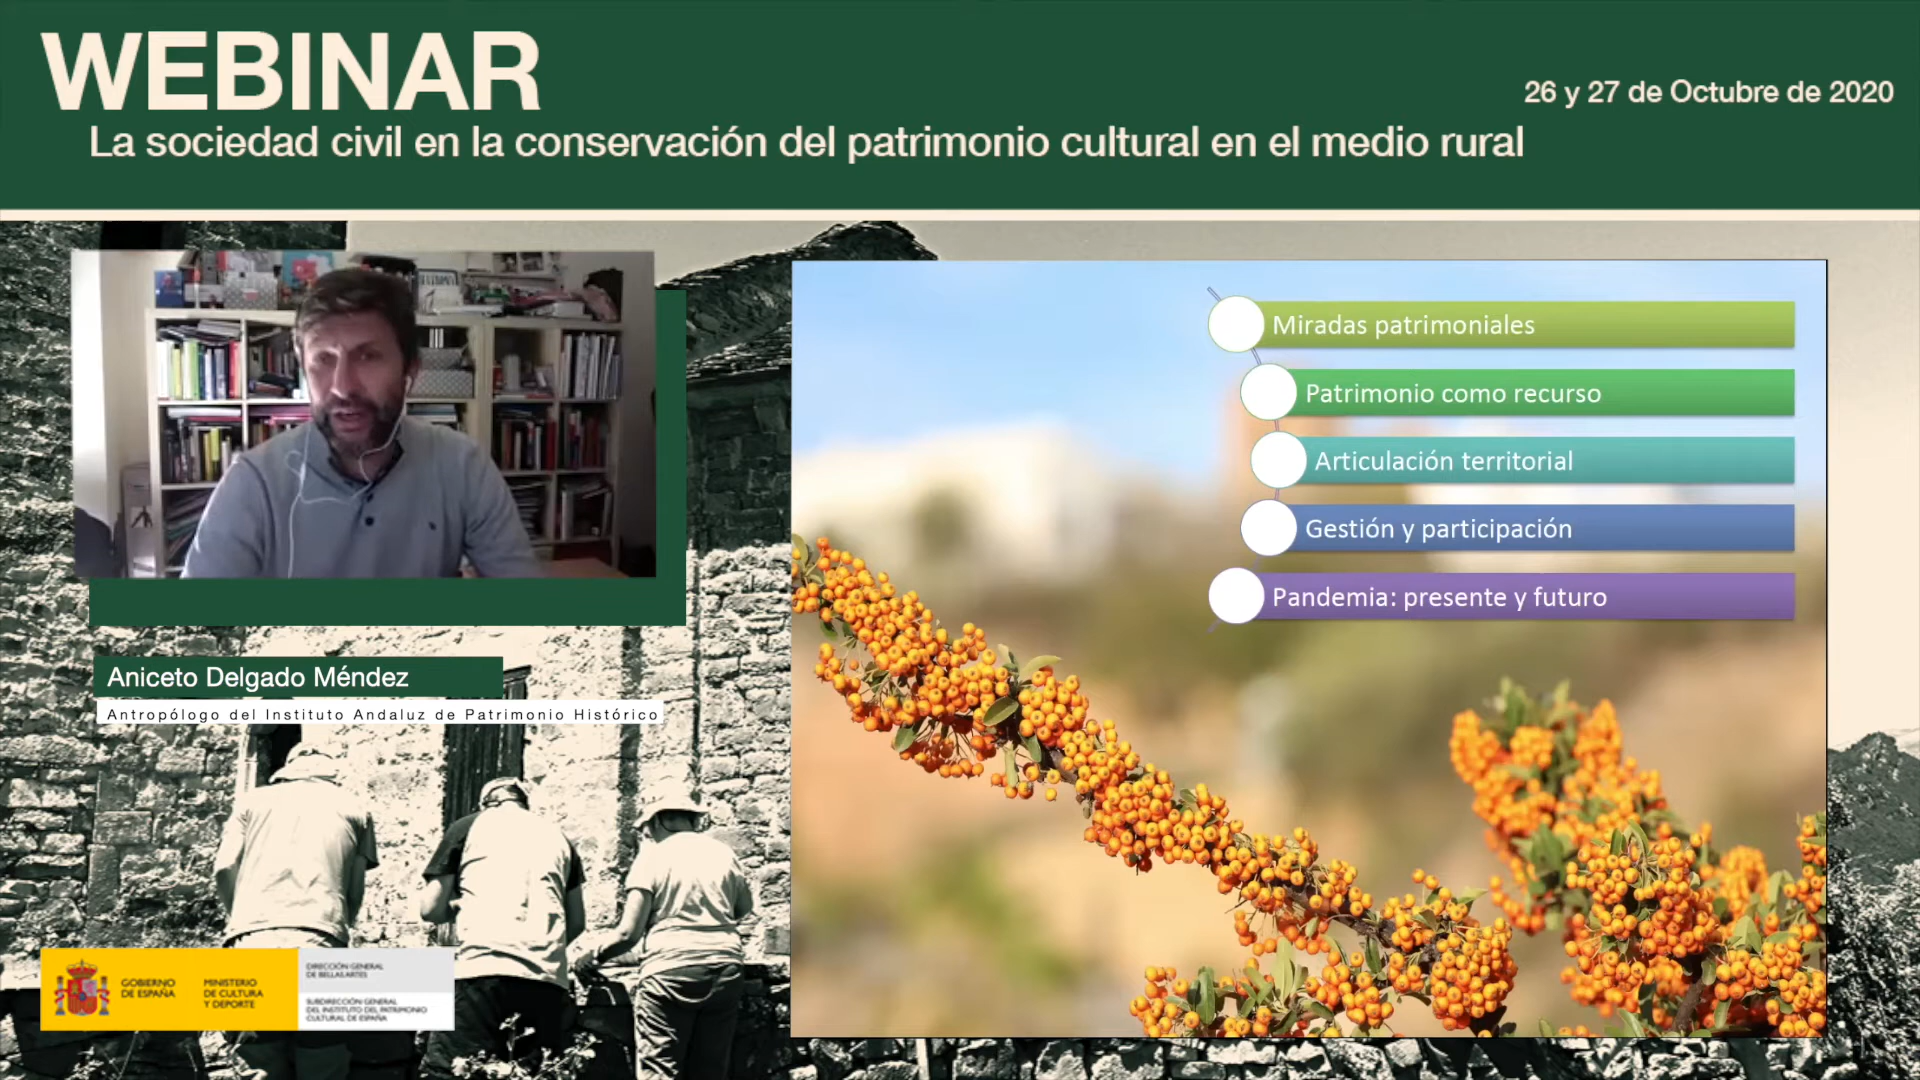 WEBINAR
26 y 27 de Octubre de 2020
La sociedad civil en la conservación del patrimonio cultural en el medio rural
Miradas patrimoniales
Patrimonio como recurso
Articulación territorial
Gestión y participación
Pandemia: presente y futuro
Aniceto Delgado Méndez
Antropólogo del Instituto Andaluz de Patrimonio Histórico
GOBIERNO
DE ESPAÑA
MINISTERIO
DE CULTURA
Y DEPORTE
DIRECCIÓN GENERAL
DE BELLAS ARTES
SUBDIRECCIÓN GENERAL
DEL INSTITUTO DEL PATRIMONIO
CULTURAL DE ESPAÑA